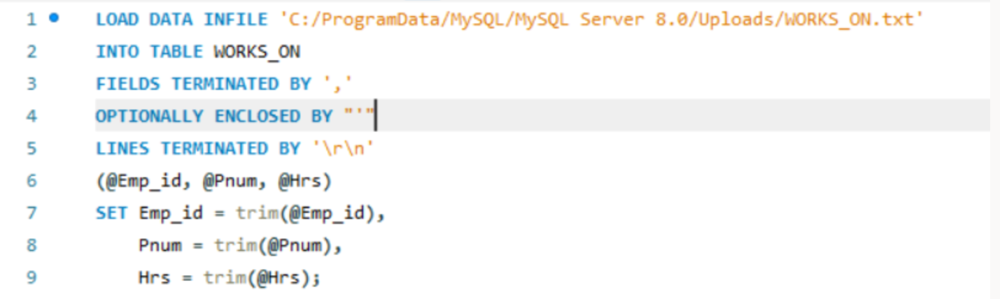 1 LOAD DATA INFILE 'C:/ProgramData/MySQL/MySQL Server 8.0/Uploads/WORKS_ON.txt'
2 INTO TABLE WORKS_ON
3 FIELDS TERMINATED BY ','
4 OPTIONALLY ENCLOSED BY "'"
5 LINES TERMINATED BY '\r\n'
6 (@Emp_id, @Pnum, @Hrs)
7 SET Emp_id = trim(@Emp_id),
8 Pnum = trim(@Pnum),
9 Hrs = trim(@Hrs);